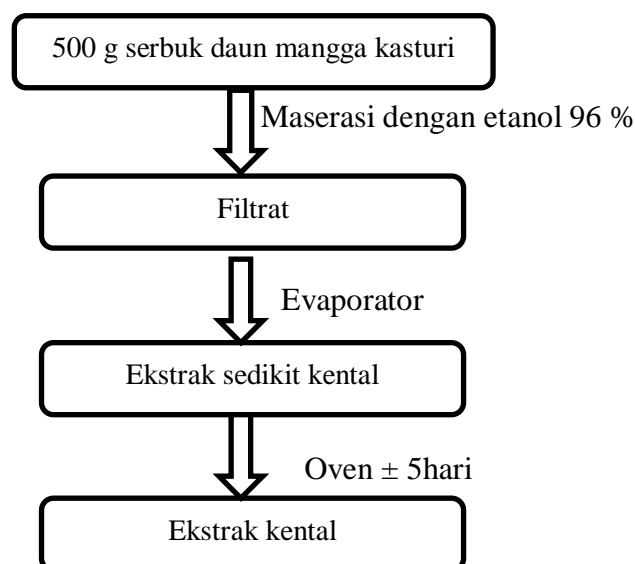 500 g serbuk daun mangga kasturi
Maserasi dengan etanol 96 %
Filtrat
Evaporator
Ekstrak sedikit kental
Oven ± 5hari
Ekstrak kental